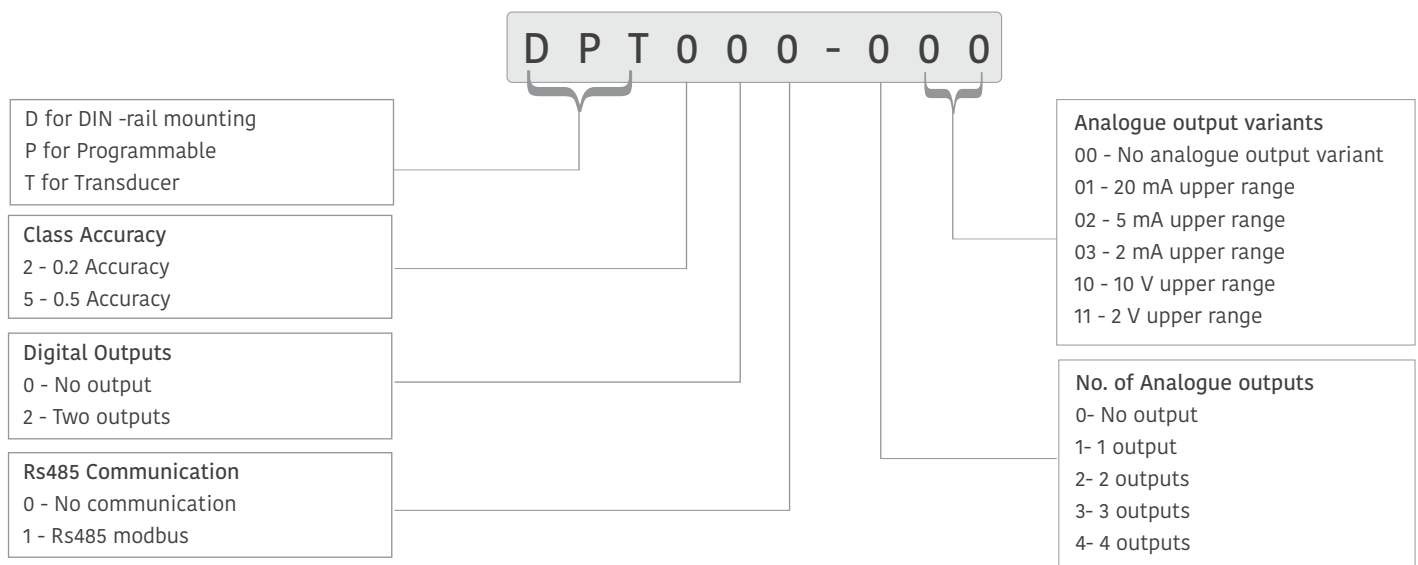 D P T 0 0 0 - 0 0 0
D for DIN -rail mounting
P for Programmable
T for Transducer
Class Accuracy
2 - 0.2 Accuracy
5 - 0.5 Accuracy
Digital Outputs
0 - No output
2 - Two outputs
Rs485 Communication
0 - No communication
1 - Rs485 modbus
Analogue output variants
00 - No analogue output variant
01 - 20 mA upper range
02 - 5 mA upper range
03 - 2 mA upper range
10 - 10 V upper range
11 - 2 V upper range
No. of Analogue outputs
0- No output
1- 1 output
2- 2 outputs
3- 3 outputs
4- 4 outputs